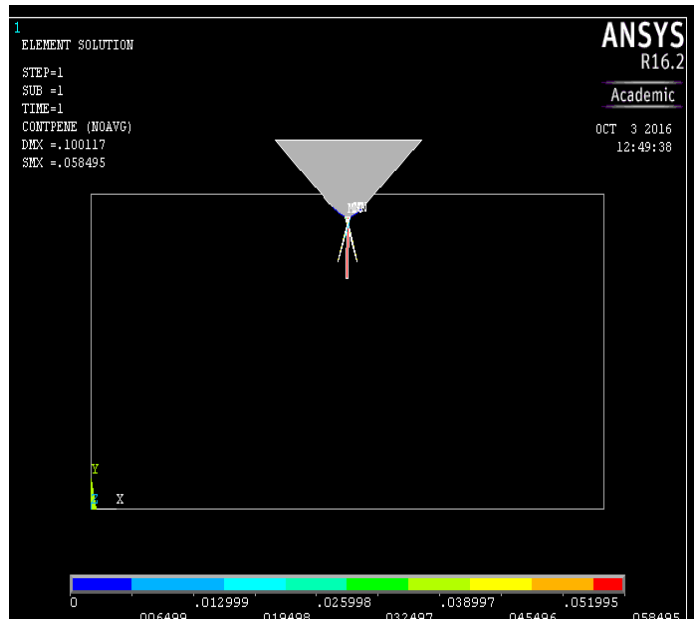 1
ELEMENT SOLUTION
STEP=1
SUB =1
TIME=1
CONTPENE (NOAVG)
DMX =.100117
SMX =.058495
ANSYS
R16.2
Academic
OCT 3 2016
12:49:38
Y
X
0 .012999 .025998 .038997 .051995
.006499 .019498 .032497 .045496 .058495